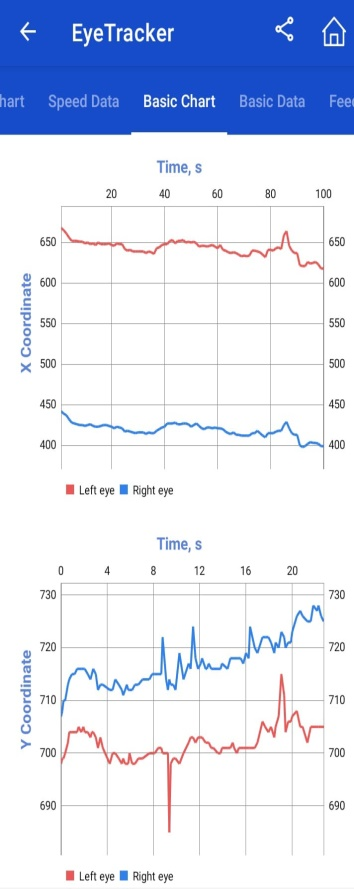 EyeTracker
hart Speed Data Basic Chart Basic Data Feed
Time, s
20 40 60 80 100
650 650
600 600
550 550
500 500
450 450
400 400
X Coordinate
Left eye Right eye
Time, s
0 4 8 12 16 20
730 730
720 720
710 710
700 700
690 690
Y Coordinate
Left eye Right eye